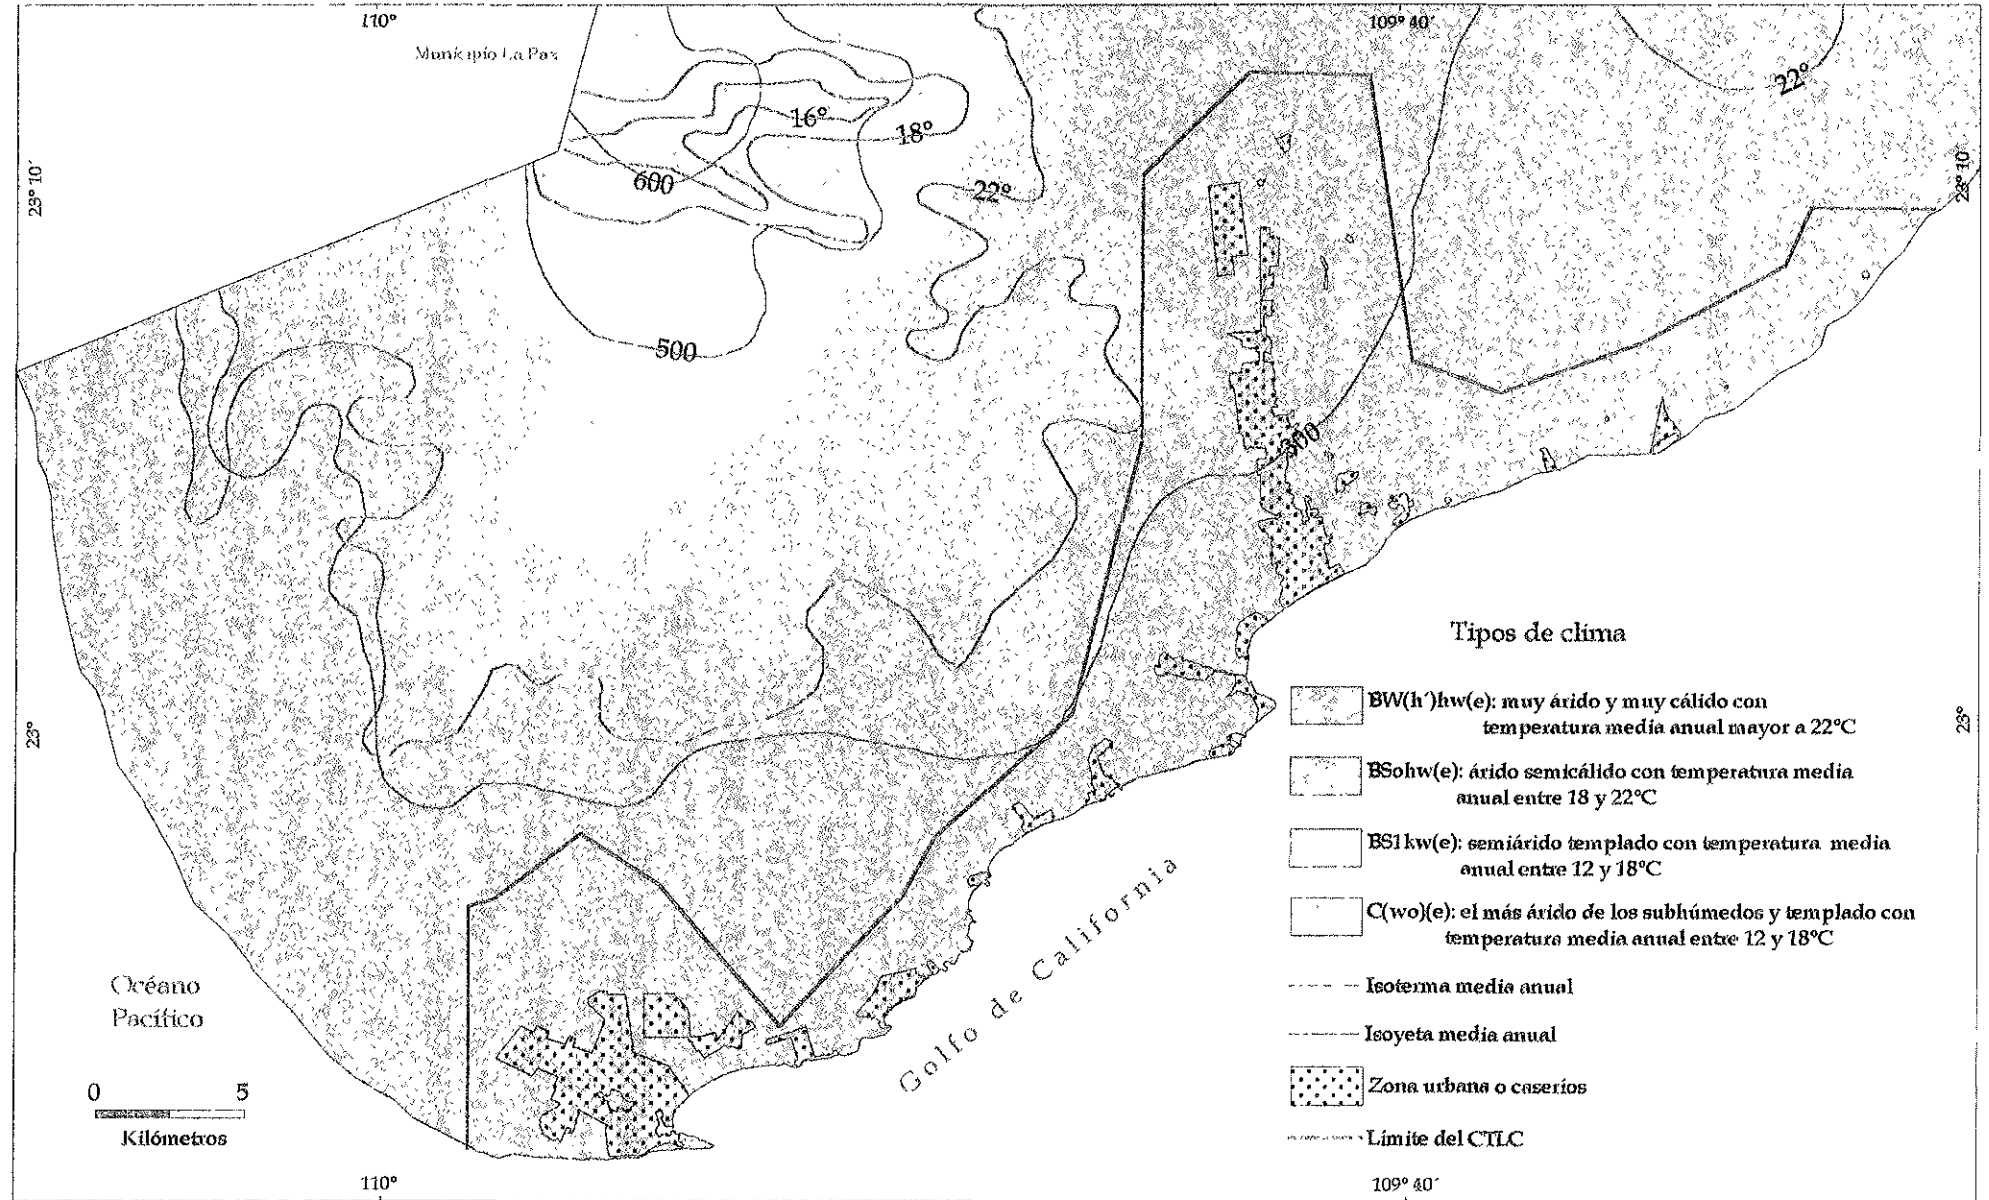 110°
109° 40´
Municipio La Paz
22°
16°
18°
23° 10´
23° 10´
600
22°
500
300
Tipos de clima
BW(h´)hw(e): muy árido y muy cálido con
temperatura media anual mayor a 22°C
BSohw(e): árido semicálido con temperatura media
anual entre 18 y 22°C
23°
23°
BS1kw(e): semiárido templado con temperatura media
anual entre 12 y 18°C
C(wo)(e): el más árido de los subhúmedos y templado con
temperatura media anual entre 12 y 18°C
Golfo de California
Océano
Pacífico
Isoterma media anual
Isoyeta media anual
0 5
Kilómetros
Zona urbana o caseríos
Límite del CTLC
110°
109° 40´